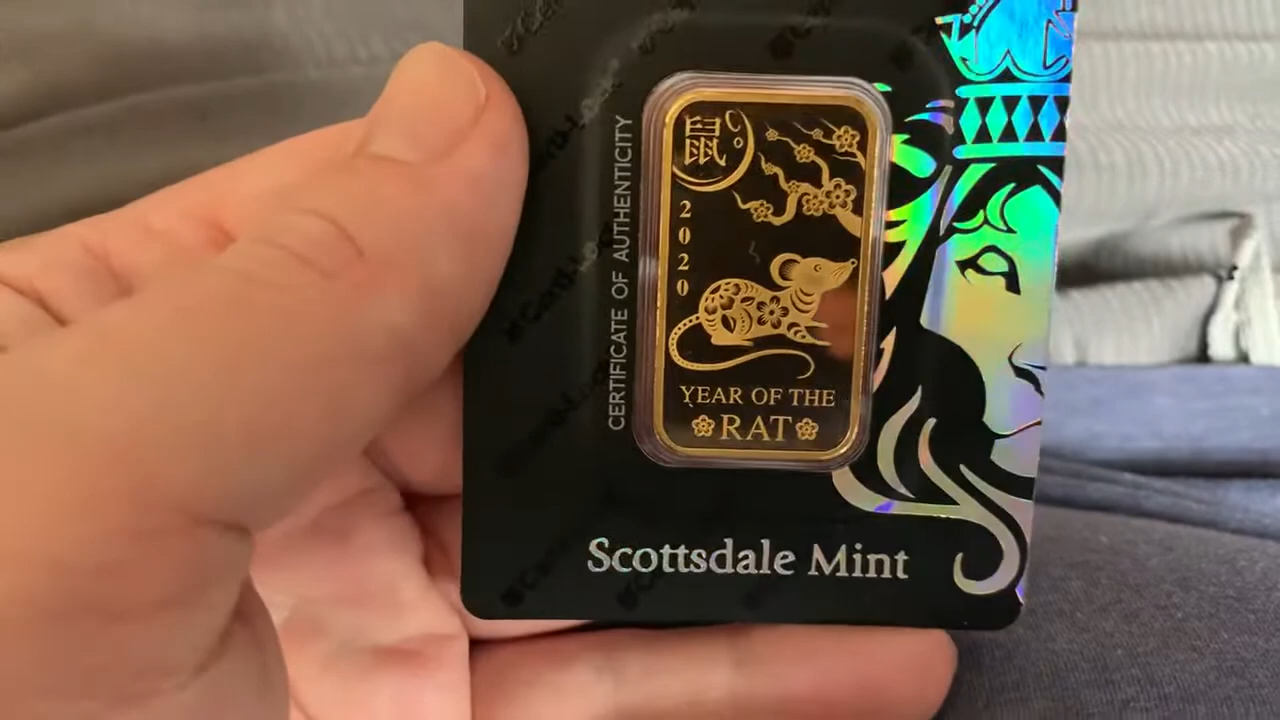 CERTIFICATE OF AUTHENTICITY
鼠
2020
YEAR OF THE
RAT
Scottsdale Mint